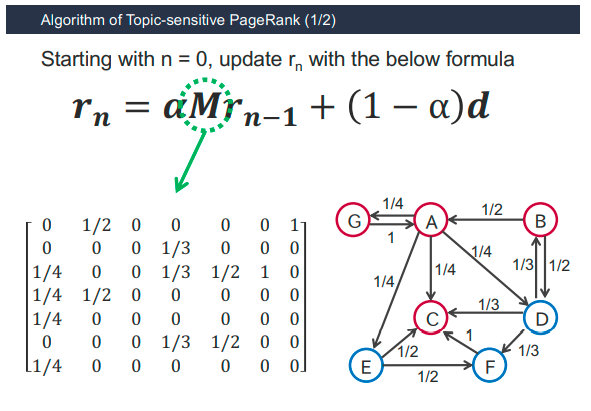 Algorithm of Topic-sensitive PageRank (1/2)
Starting with n = 0, update rₙ with the below formula
rₙ = αMrₙ₋₁ + (1 − α)d
0 1/2 0 0 0 0 1
0 0 0 1/3 0 0 0
1/4 0 0 1/3 1/2 1 0
1/4 1/2 0 0 0 0 0
1/4 0 0 0 0 0 0
0 0 0 1/3 1/2 0 0
1/4 0 0 0 0 0 0
1/4
1/2
G
A
B
1
1/4
1/4
1/4
1/3
1/2
1/3
C
D
1
1/2
1/3
E
F
1/2